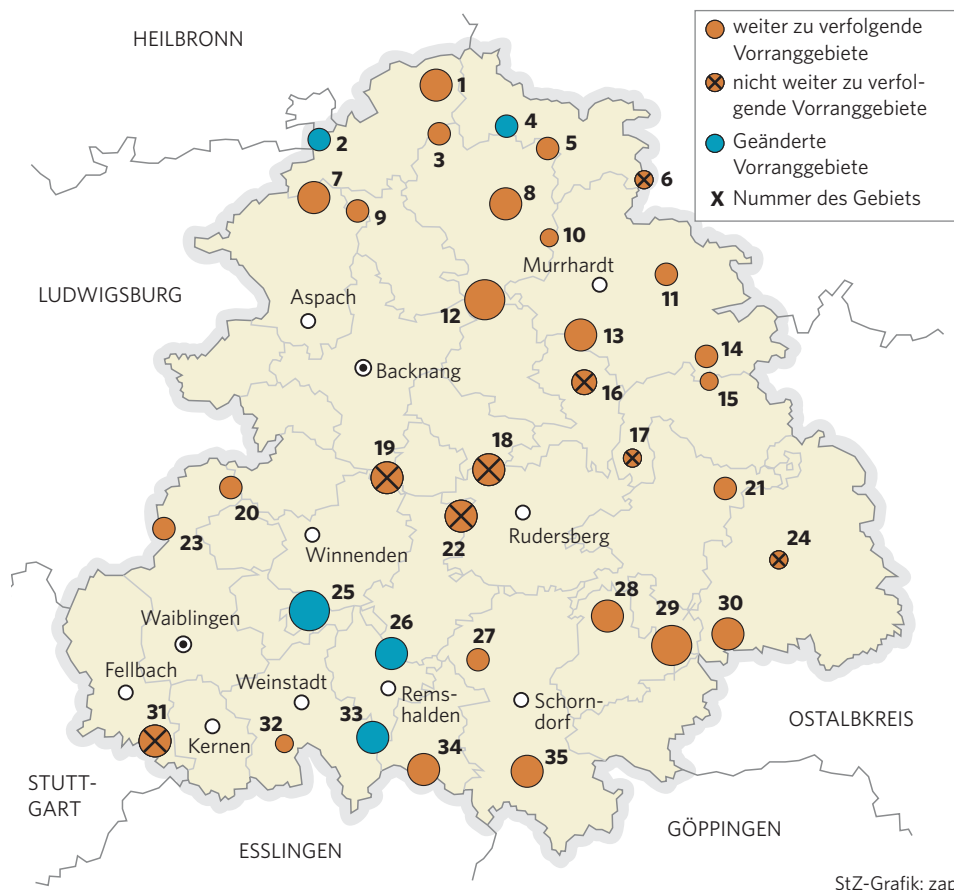 HEILBRONN
weiter zu verfolgende
Vorranggebiete
nicht weiter zu verfol-
gende Vorranggebiete
Geänderte
Vorranggebiete
X Nummer des Gebiets
1
2
3
4
5
6
7
8
9
10
Murrhardt
11
LUDWIGSBURG
Aspach
12
13
14
15
Backnang
16
17
18
19
20
21
22
Rudersberg
23
Winnenden
24
25
26
27
28
29
30
Waiblingen
Fellbach
Weinstadt
Rems-
halden
Schorn-
dorf
31
Kernen
32
33
34
35
OSTALBKREIS
STUTT-
GART
ESSLINGEN
GÖPPINGEN
StZ-Grafik: zap